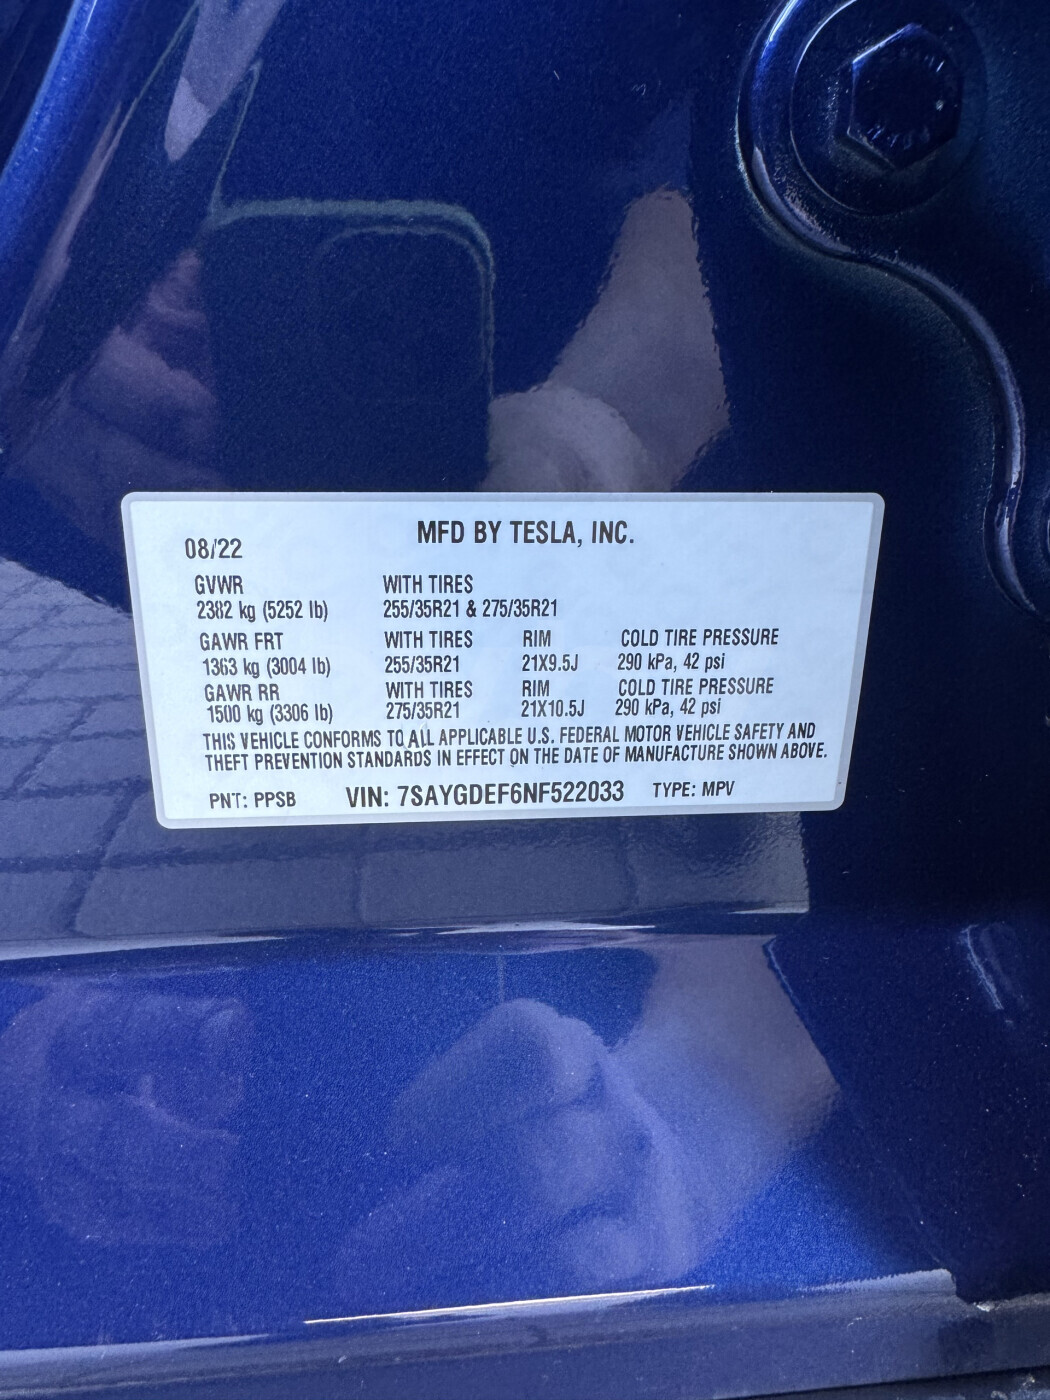 MFD BY TESLA, INC.
08/22
GVWR WITH TIRES
2382 kg (5252 lb) 255/35R21 & 275/35R21
GAWR FRT WITH TIRES RIM COLD TIRE PRESSURE
1363 kg (3004 lb) 255/35R21 21X9.5J 290 kPa, 42 psi
GAWR RR WITH TIRES RIM COLD TIRE PRESSURE
1500 kg (3306 lb) 275/35R21 21X10.5J 290 kPa, 42 psi
THIS VEHICLE CONFORMS TO ALL APPLICABLE U.S. FEDERAL MOTOR VEHICLE SAFETY AND
THEFT PREVENTION STANDARDS IN EFFECT ON THE DATE OF MANUFACTURE SHOWN ABOVE.
PNT: PPSB VIN: 7SAYGDEF6NF522033 TYPE: MPV